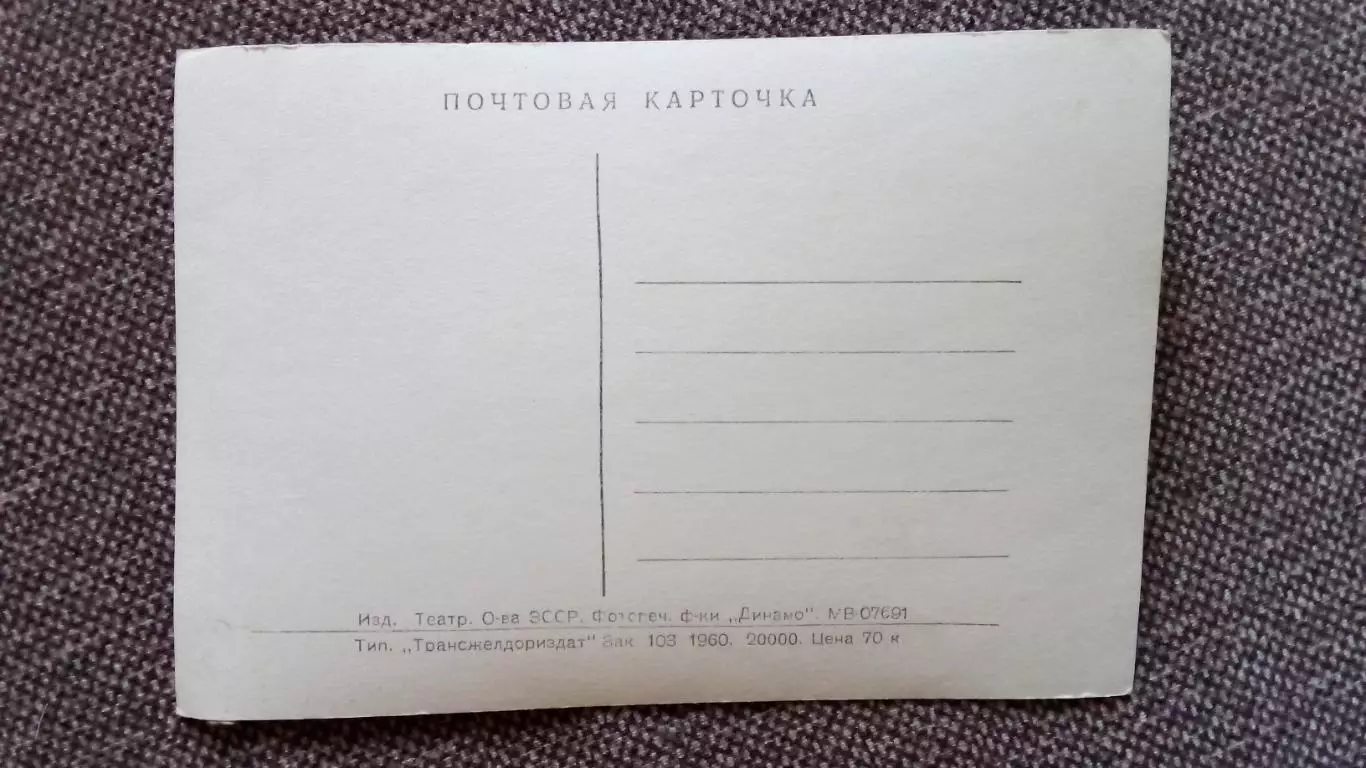 ПОЧТОВАЯ КАРТОЧКА
Изд. Театр. О-ва ЭССР. Фотопеч. ф-ки „Динамо". МВ-07691
Тип. „Трансжелдориздат" Зак. 103 1960. 20000. Цена 70 к